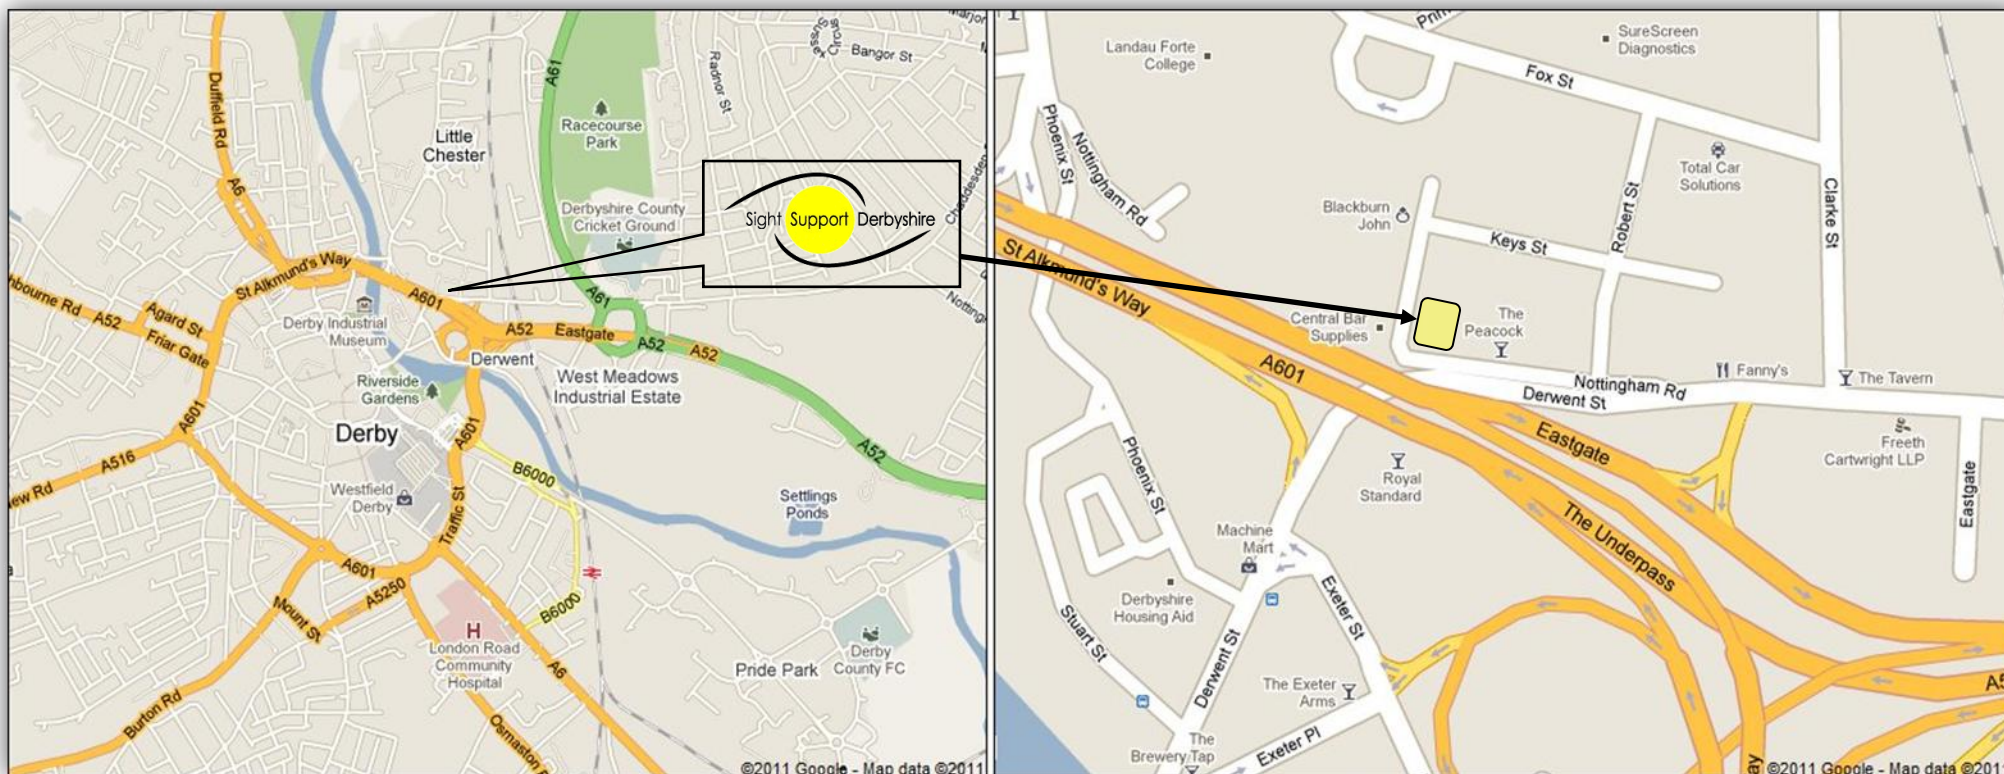 Duffield Rd
A6
A61
Racecourse
Park
Radnor St
Sussex
Circus
Bangor St
Little
Chester
Derbyshire County
Cricket Ground
Sight Support Derbyshire
St Alkmund's Way
A601
A61
A52
Eastgate
A52
A52
Agard St
A52
Friar Gate
Derby Industrial
Museum
Derwent
Riverside
Gardens
West Meadows
Industrial Estate
A601
Derby
A601
A516
A52
B6000
Westfield
Derby
Traffic St
Settlings
Ponds
A601
A5250
Mount St
B6000
H
London Road
Community
Hospital
A6
Pride Park
Derby
County FC
Burton Rd
Osmaston
©2011 Google - Map data ©2011
Landau Forte
College
SureScreen
Diagnostics
Fox St
Phoenix St
Nottingham Rd
Total Car
Solutions
Clarke St
Robert St
Blackburn
John
Keys St
St Alkmund's Way
Central Bar
Supplies
The
Peacock
A601
Nottingham Rd
Derwent St
Fanny's
The Tavern
Eastgate
Freeth
Cartwright LLP
Eastgate
Phoenix St
Royal
Standard
The Underpass
Machine
Mart
Derbyshire
Housing Aid
Exeter St
Stuart St
Derwent St
The Exeter
Arms
The
Brewery Tap
Exeter Pl
©2011 Google - Map data ©2011